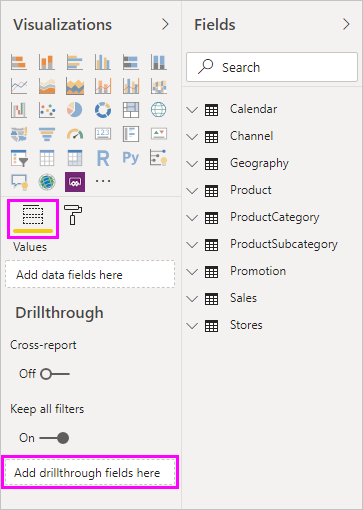 Visualizations
Fields
Search
Calendar
Channel
Geography
Product
ProductCategory
ProductSubcategory
Promotion
Sales
Stores
123
R
Py
Values
Add data fields here
Drillthrough
Cross-report
Off
Keep all filters
On
Add drillthrough fields here